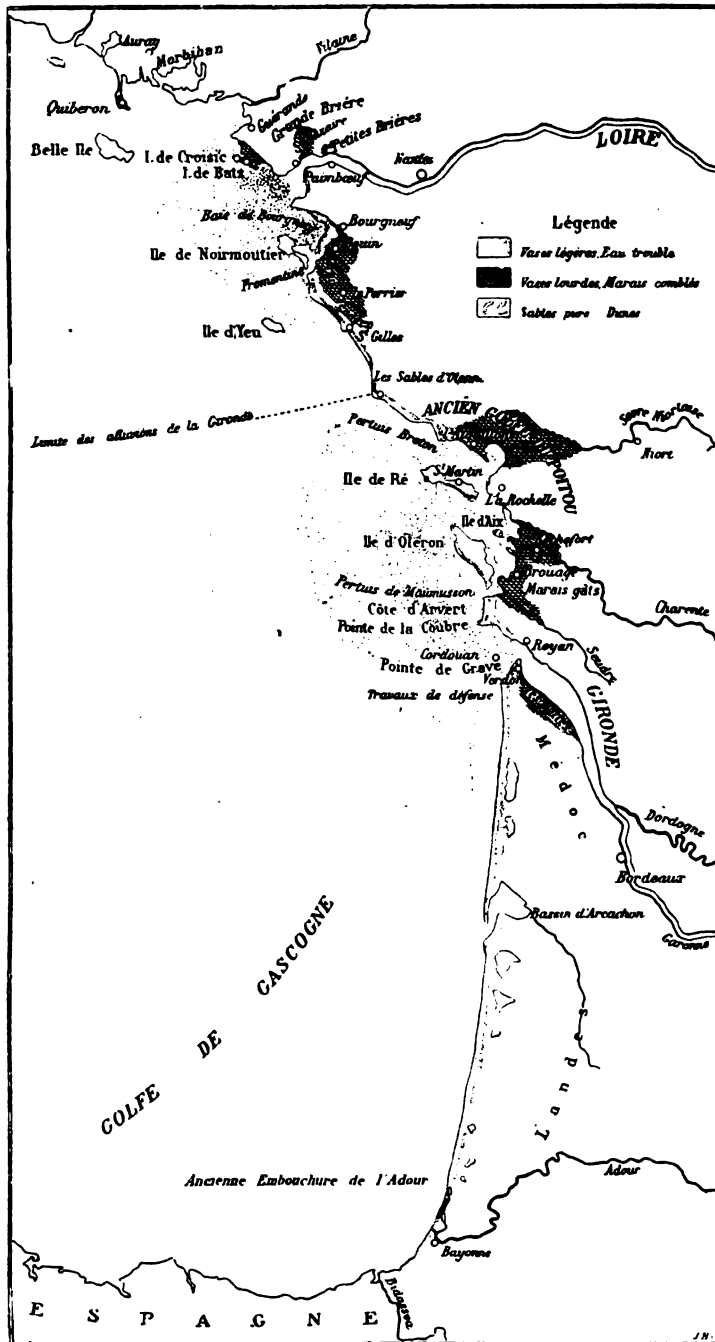 Auray
Morbihan
Vilaine
Quiberon
Guérande
Grande Brière
Petites Brières
Belle Ile
I. de Croisic
I. de Batz
Paimbœuf
Nantes
LOIRE
Baie de Bourgneuf
Bourgneuf
Bouin
Ile de Noirmoutier
Fromentine
Perrier
Ile d'Yeu
St Gilles
Légende
Vases légères, Eau trouble
Vases lourdes, Marais comblés
Sables purs Dunes
Les Sables d'Olonne
Limite des alluvions de la Gironde
ANCIEN
POITOU
Pertuis Breton
Sèvre Niortaise
Niort
Ile de Ré
St Martin
La Rochelle
Ile d'Aix
Ile d'Oléron
Brouage
Marais gâts
Pertuis de Maumusson
Côte d'Arvert
Pointe de la Coubre
Charente
Royan
Seudre
Cordouan
Pointe de Grave
Verdon
Travaux de défense
GIRONDE
Médoc
Dordogne
Bordeaux
Garonne
Bassin d'Arcachon
GOLFE DE GASCOGNE
Landes
Ancienne Embouchure de l'Adour
Adour
Bayonne
Bidassoa
ESPAGNE